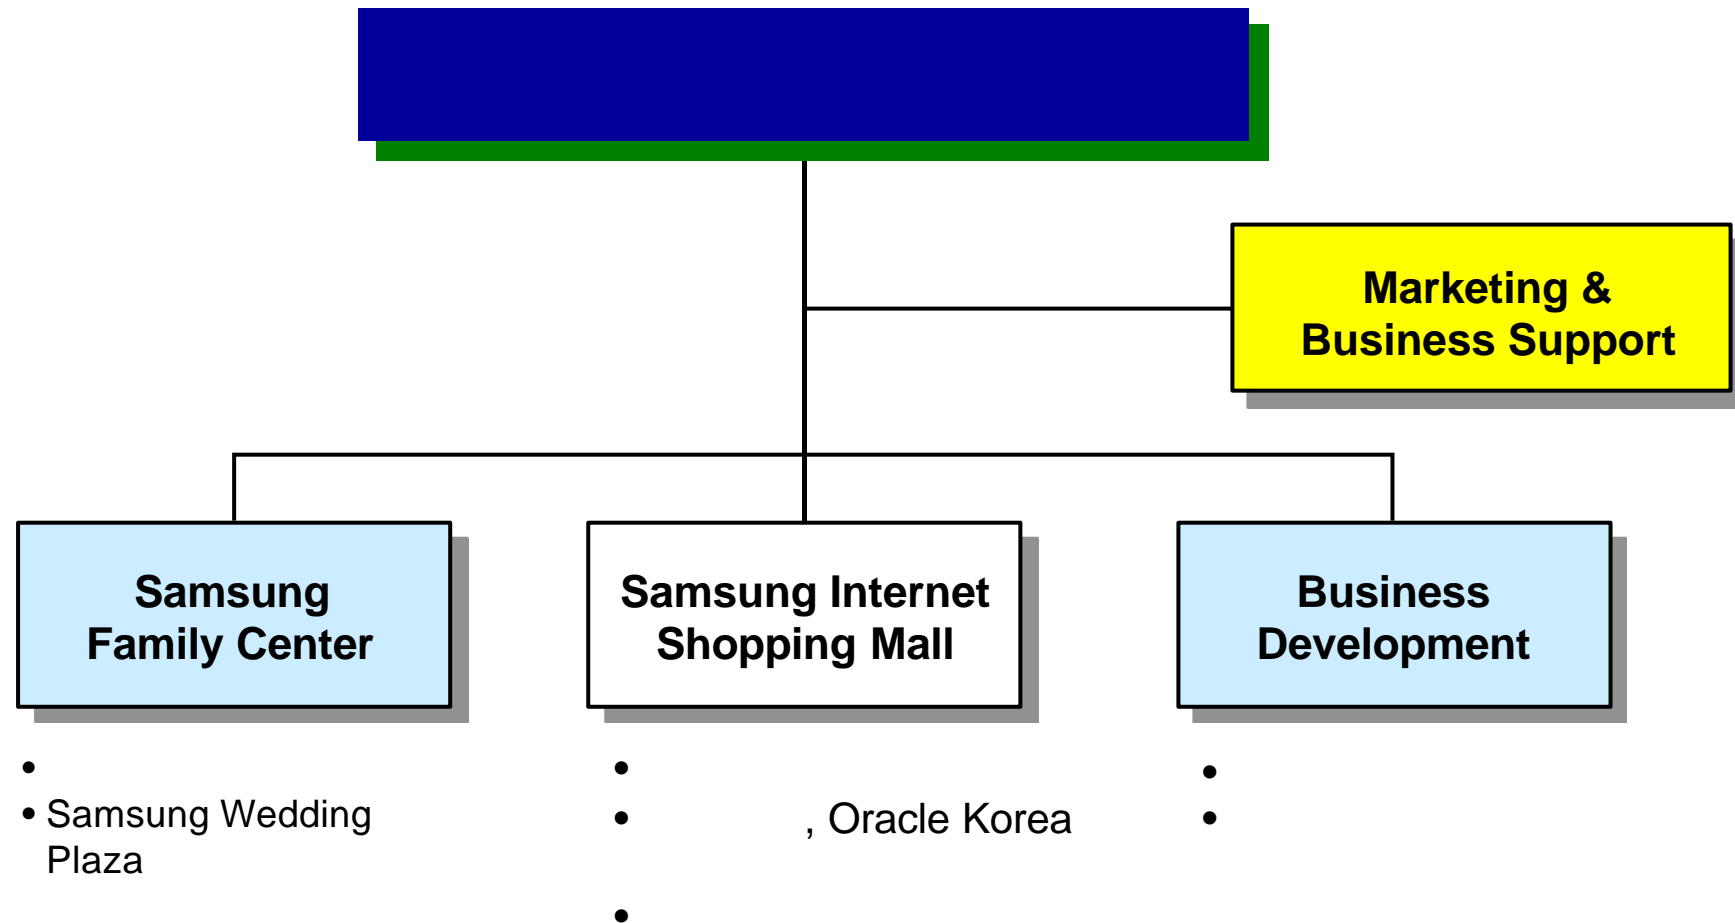 Marketing &
Business Support
Samsung
Family Center
Samsung Internet
Shopping Mall
Business
Development
•
• Samsung Wedding
Plaza
•
• , Oracle Korea
•
•
•